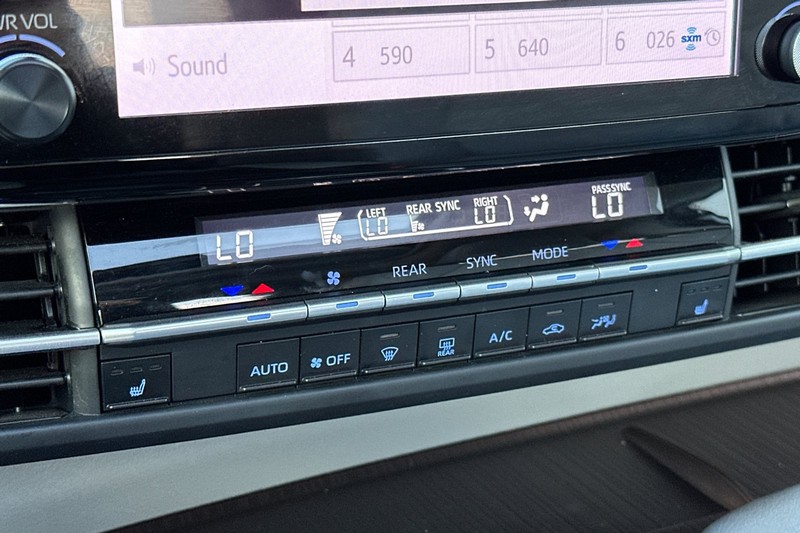 WR VOL
Sound
4 590
5 640
6 026 sxm
LO
LEFT
LO
REAR SYNC
RIGHT
LO
PASS SYNC
LO
REAR
SYNC
MODE
AUTO
OFF
REAR
A/C